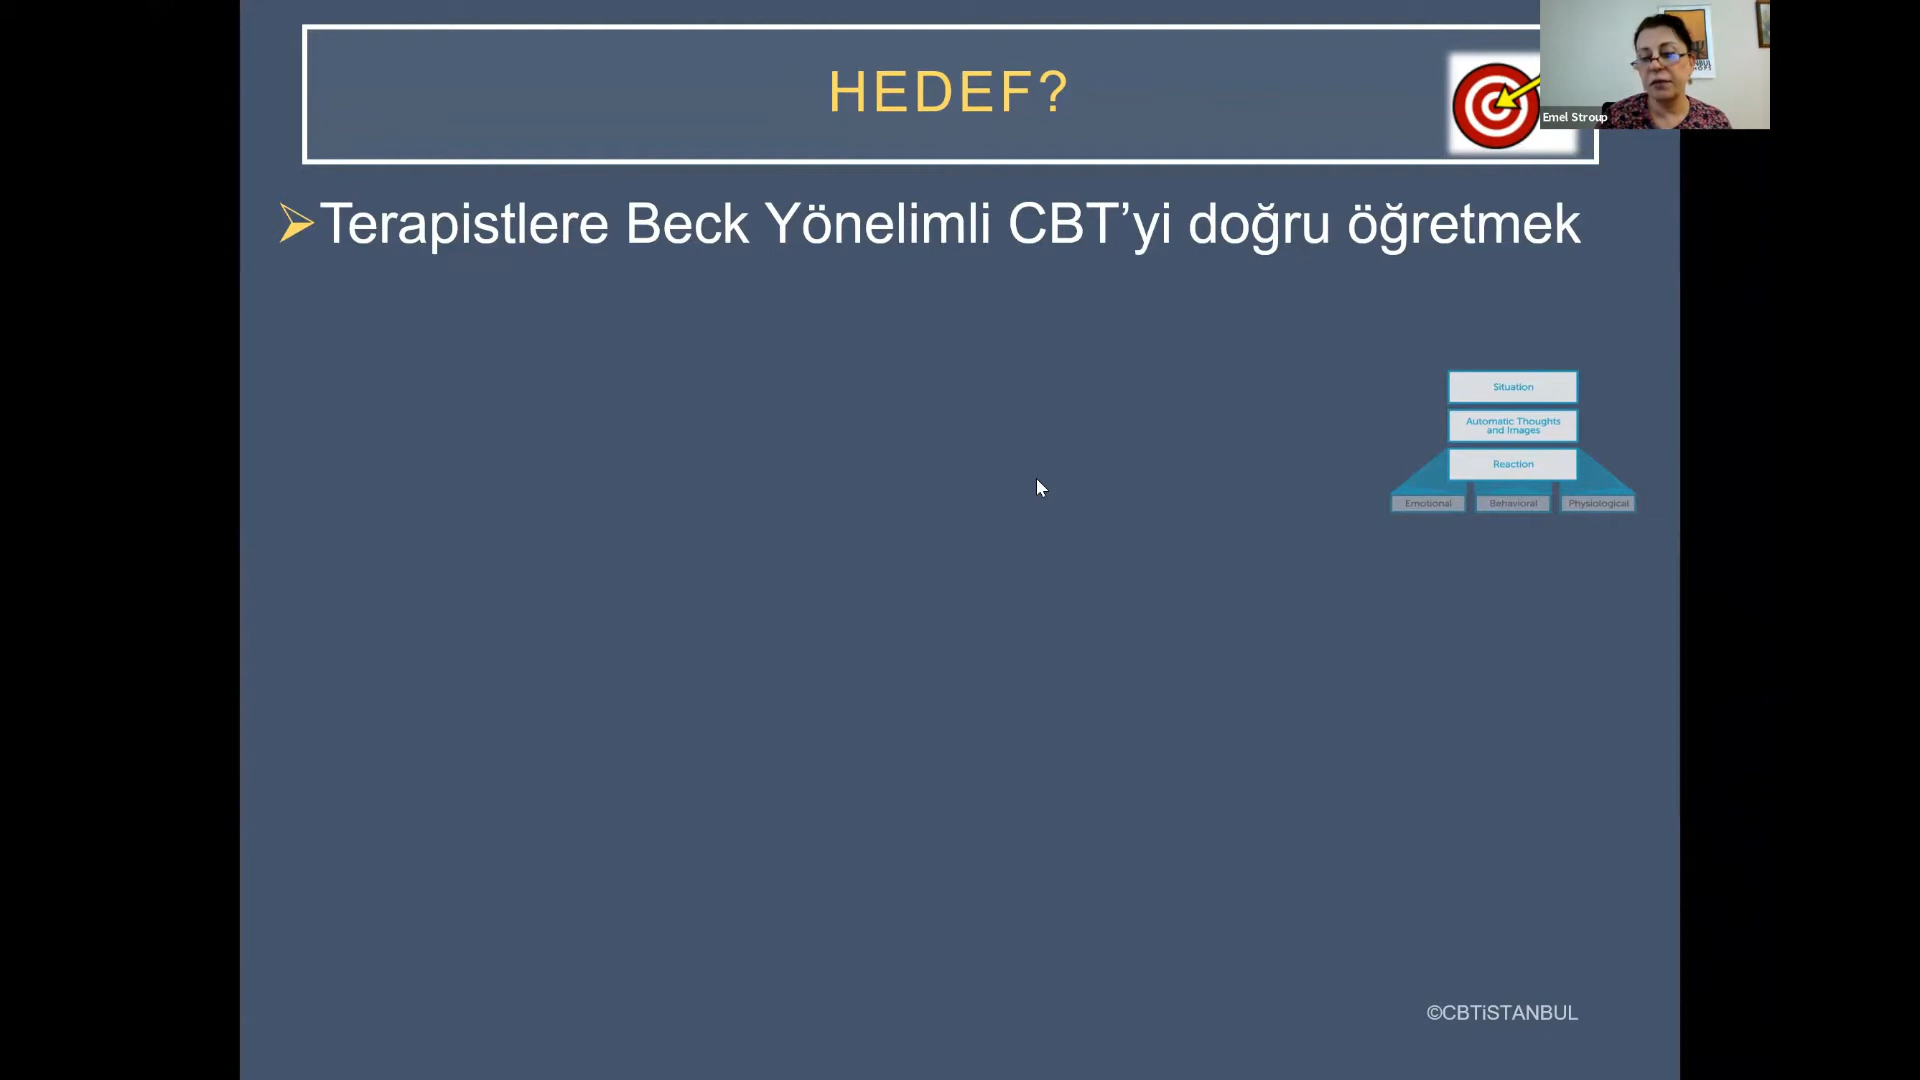 HEDEF?
Emel Stroup
Terapistlere Beck Yönelimli CBT’yi doğru öğretmek
Situation
Automatic Thoughts
and Images
Reaction
Emotional
Behavioral
Physiological
©CBTiSTANBUL